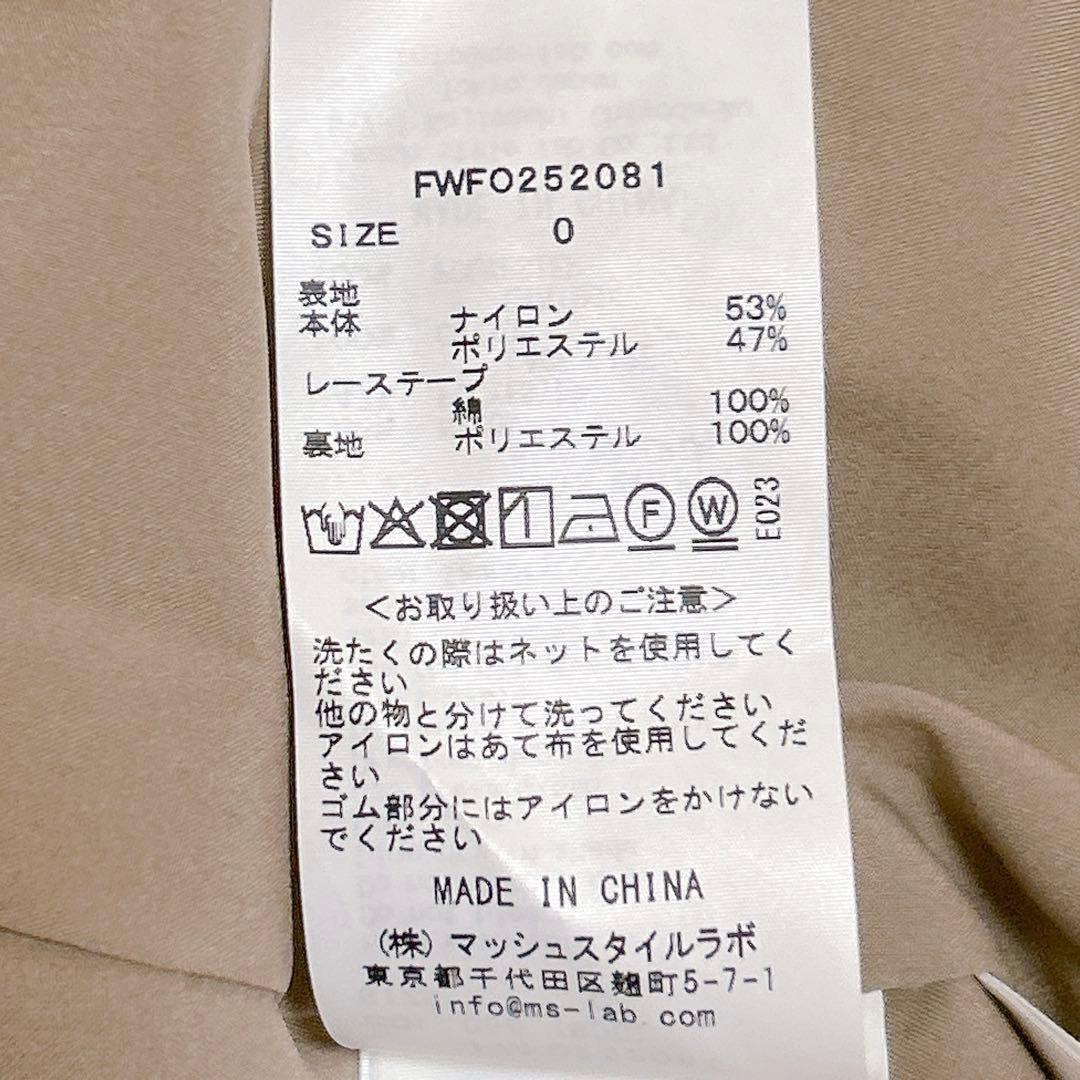 FWFO252081
SIZE 0
表地
本体 ナイロン 53%
ポリエステル 47%
レーステープ
綿 100%
裏地 ポリエステル 100%
F W E023
<お取り扱い上のご注意>
洗たくの際はネットを使用してく
ださい
他の物と分けて洗ってください
アイロンはあて布を使用してくだ
さい
ゴム部分にはアイロンをかけない
でください
MADE IN CHINA
(株)マッシュスタイルラボ
東京都千代田区麹町5-7-1
info@ms-lab.com